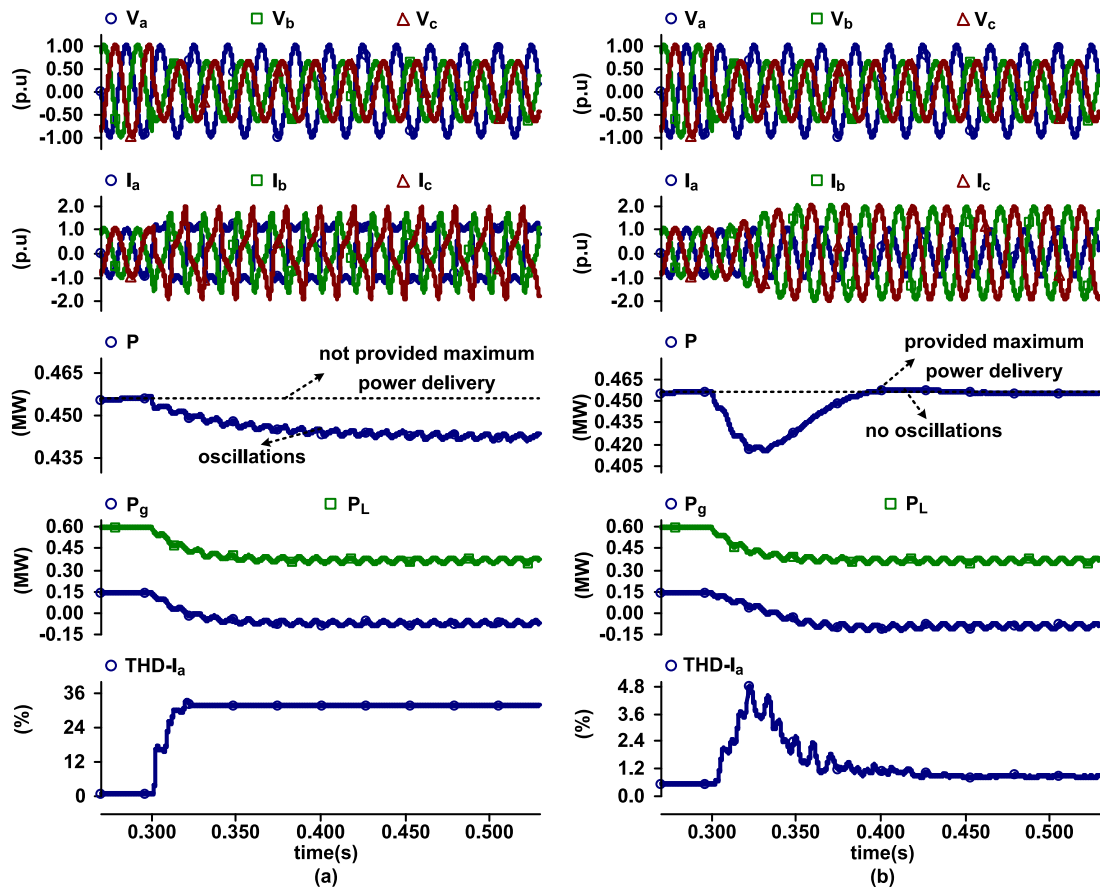 Va Vb Vc
1.00
0.50
0.00
-0.50
-1.00
(p.u)
Ia Ib Ic
2.0
1.0
0.0
-1.0
-2.0
(p.u)
P
not provided maximum
power delivery
0.465
0.450
0.435
(MW)
oscillations
Pg PL
0.60
0.45
0.30
0.15
0.00
-0.15
(MW)
THD-Ia
36
24
12
0
(%)
0.300 0.350 0.400 0.450 0.500
time(s)
(a)
Va Vb Vc
1.00
0.50
0.00
-0.50
-1.00
(p.u)
Ia Ib Ic
2.0
1.0
0.0
-1.0
-2.0
(p.u)
P
provided maximum
power delivery
0.465
0.450
0.435
0.420
0.405
(MW)
no oscillations
Pg PL
0.60
0.45
0.30
0.15
0.00
-0.15
(MW)
THD-Ia
4.8
3.6
2.4
1.2
0.0
(%)
0.300 0.350 0.400 0.450 0.500
time(s)
(b)